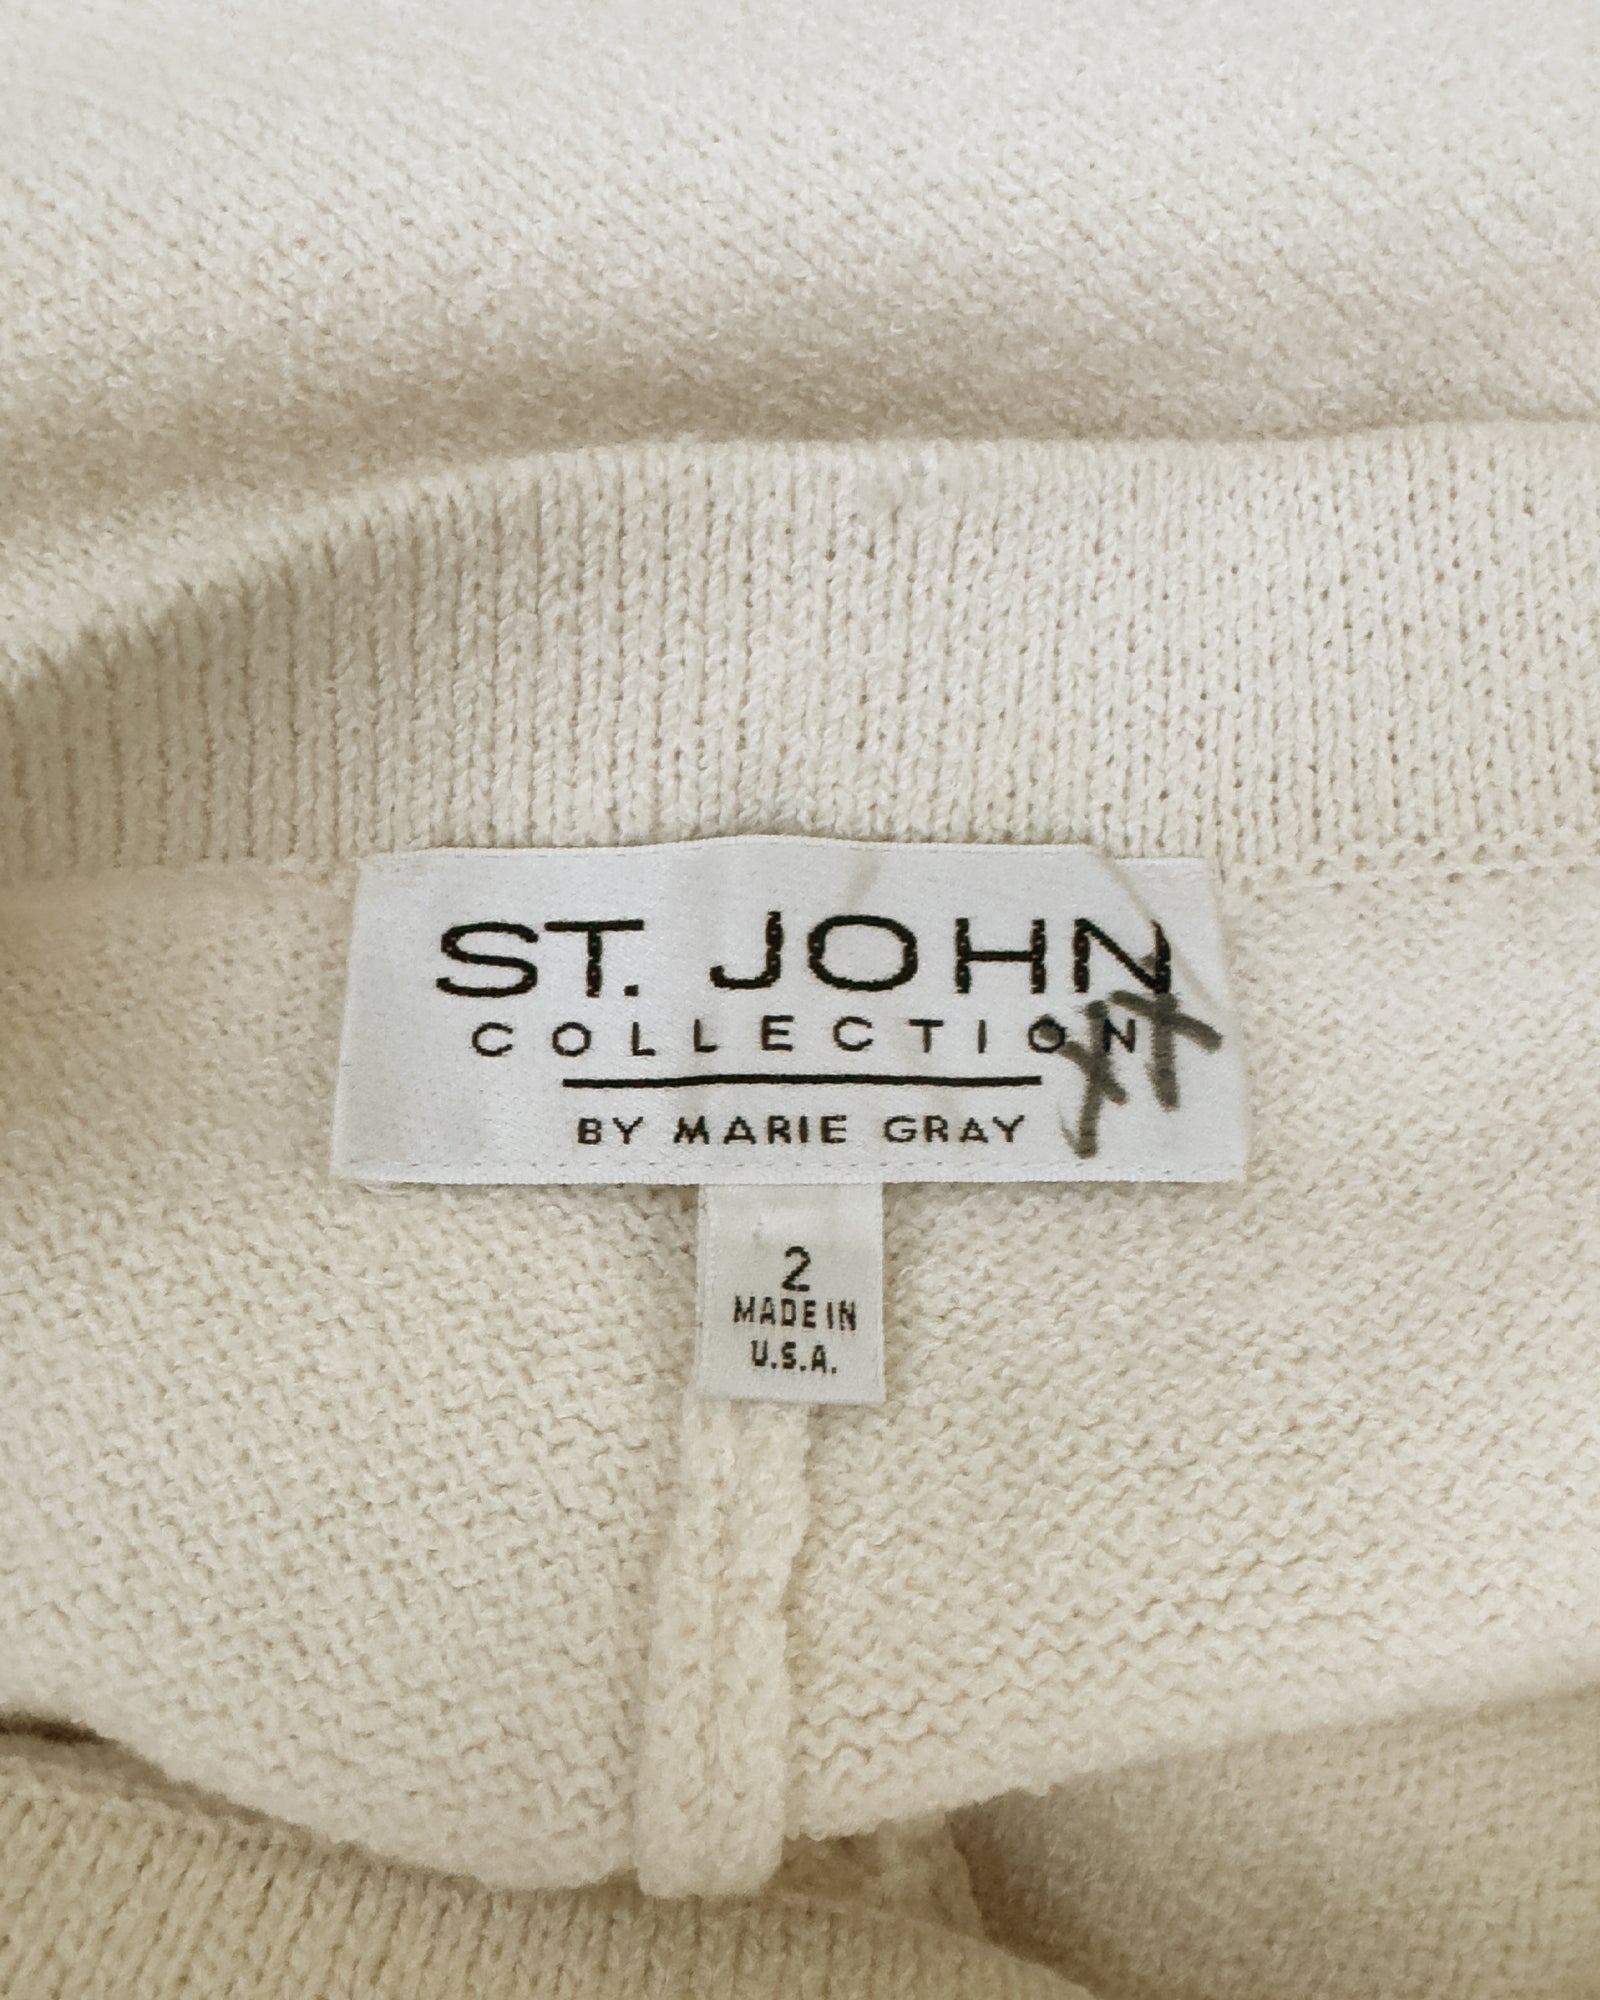 ST. JOHN
COLLECTION
BY MARIE GRAY
2
MADE IN
U.S.A.